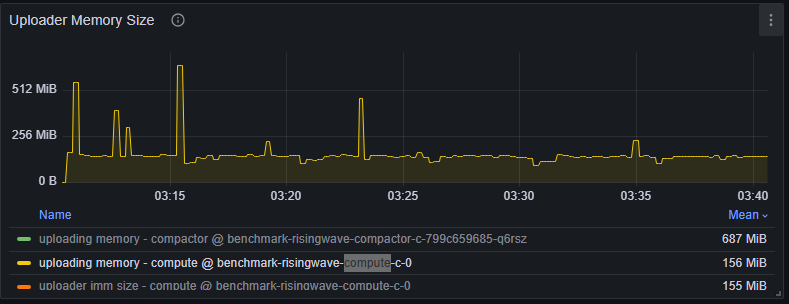 Uploader Memory Size
512 MiB
256 MiB
0 B
03:15 03:20 03:25 03:30 03:35 03:40
Name Mean
uploading memory - compactor @ benchmark-risingwave-compactor-c-799c659685-q6rsz 687 MiB
uploading memory - compute @ benchmark-risingwave-compute-c-0 156 MiB
uploader imm size - compute @ benchmark-risingwave-compute-c-0 155 MiB